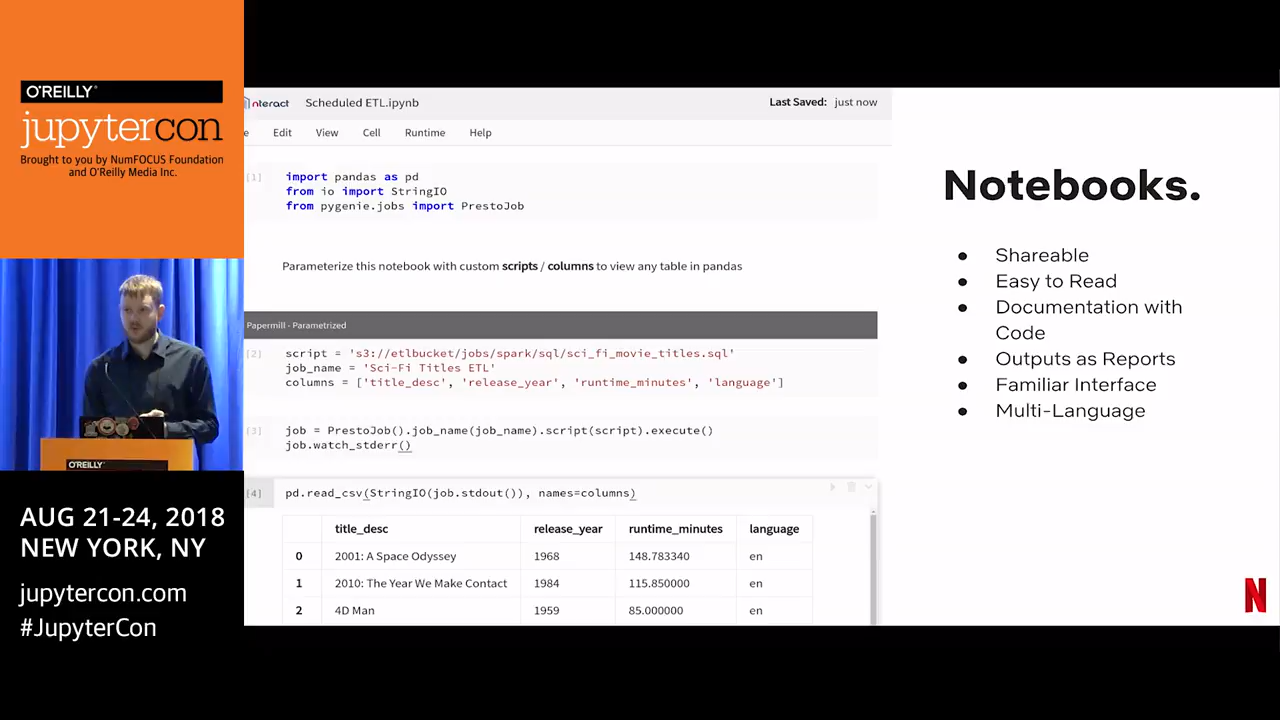 O'REILLY®
jupytercon
Brought to you by NumFOCUS Foundation
and O'Reilly Media Inc.
O'REILLY
AUG 21-24, 2018
NEW YORK, NY
jupytercon.com
#JupyterCon
nteract Scheduled ETL.ipynb Last Saved: just now
e Edit View Cell Runtime Help
[1] import pandas as pd
from io import StringIO
from pygenie.jobs import PrestoJob
Parameterize this notebook with custom scripts / columns to view any table in pandas
Papermill - Parametrized
[2] script = 's3://etlbucket/jobs/spark/sql/sci_fi_movie_titles.sql'
job_name = 'Sci-Fi Titles ETL'
columns = ['title_desc', 'release_year', 'runtime_minutes', 'language']
[3] job = PrestoJob().job_name(job_name).script(script).execute()
job.watch_stderr()
[4] pd.read_csv(StringIO(job.stdout()), names=columns)
title_desc release_year runtime_minutes language
0 2001: A Space Odyssey 1968 148.783340 en
1 2010: The Year We Make Contact 1984 115.850000 en
2 4D Man 1959 85.000000 en
Notebooks.
● Shareable
● Easy to Read
● Documentation with
Code
● Outputs as Reports
● Familiar Interface
● Multi-Language
N